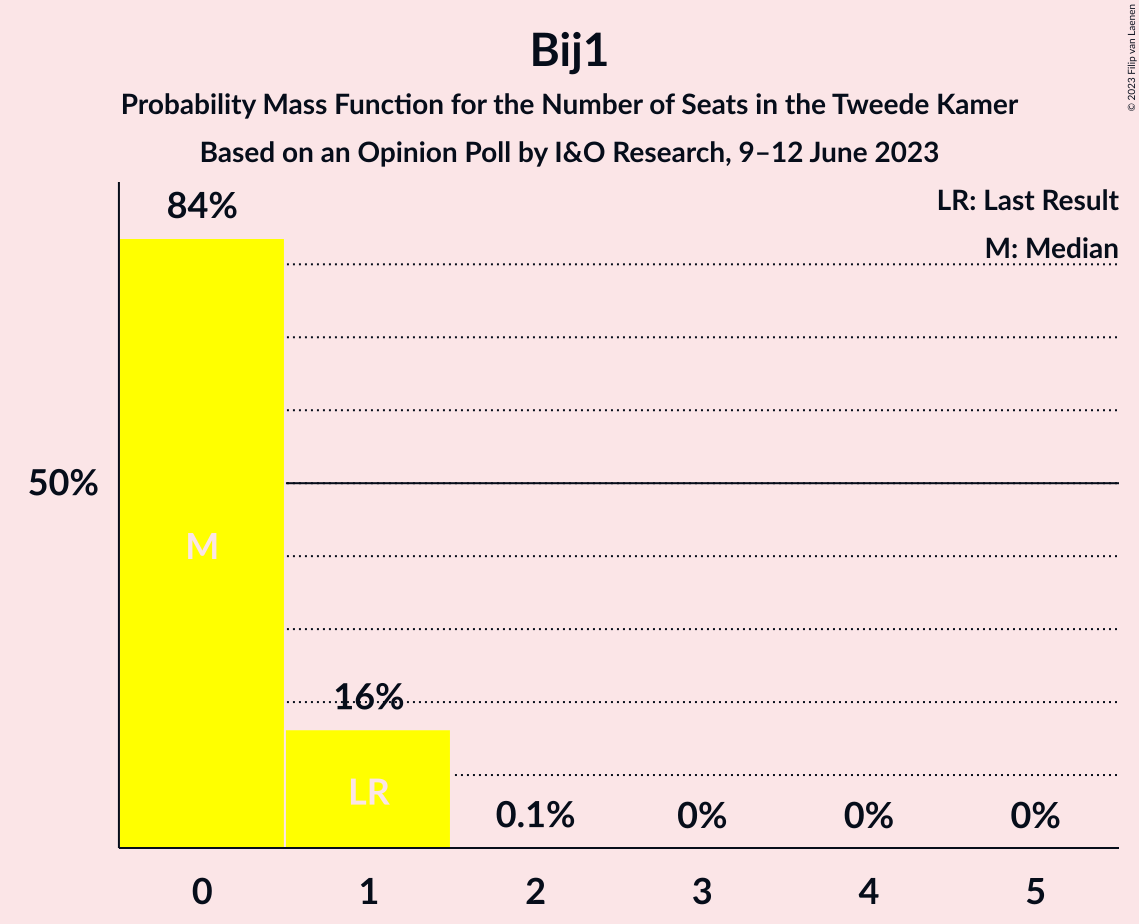 Bij1
Probability Mass Function for the Number of Seats in the Tweede Kamer
Based on an Opinion Poll by I&O Research, 9–12 June 2023
© 2023 Filip van Laenen
LR: Last Result
M: Median
84%
50%
M
16%
LR
0.1%
0%
0%
0%
0 1 2 3 4 5